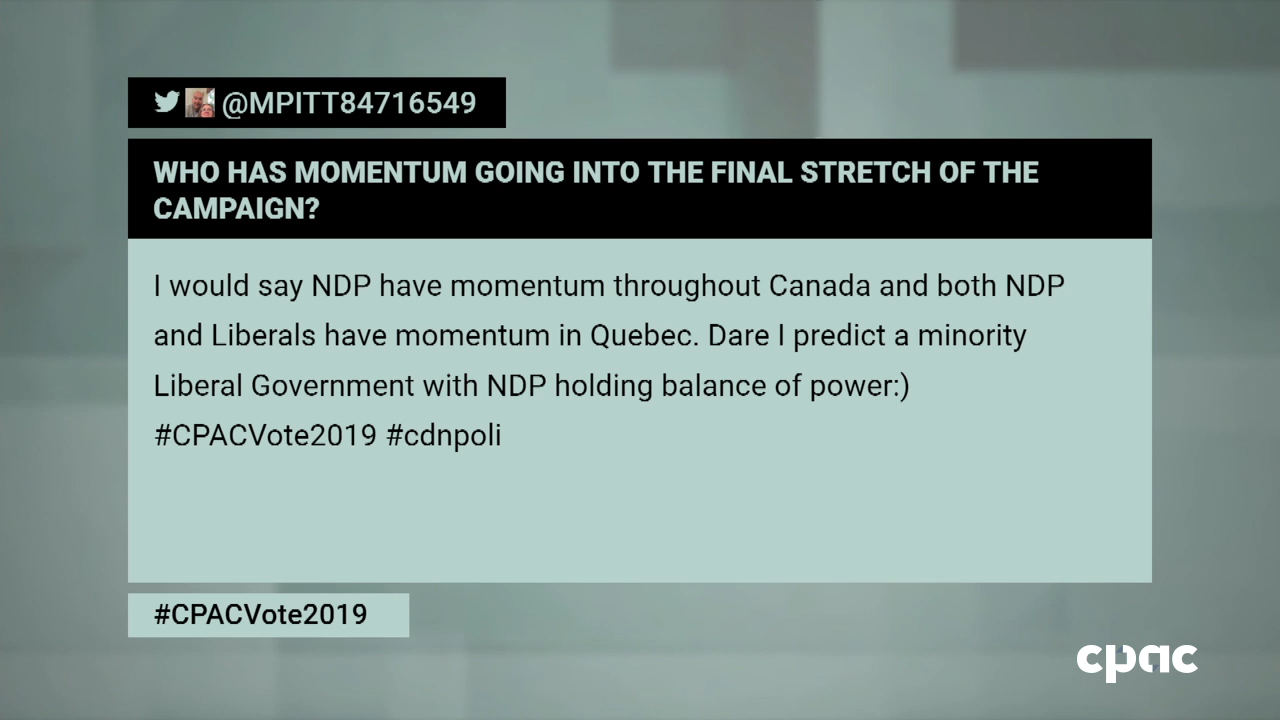 @MPITT84716549
WHO HAS MOMENTUM GOING INTO THE FINAL STRETCH OF THE
CAMPAIGN?
I would say NDP have momentum throughout Canada and both NDP
and Liberals have momentum in Quebec. Dare I predict a minority
Liberal Government with NDP holding balance of power:)
#CPACVote2019 #cdnpoli
#CPACVote2019
cpac